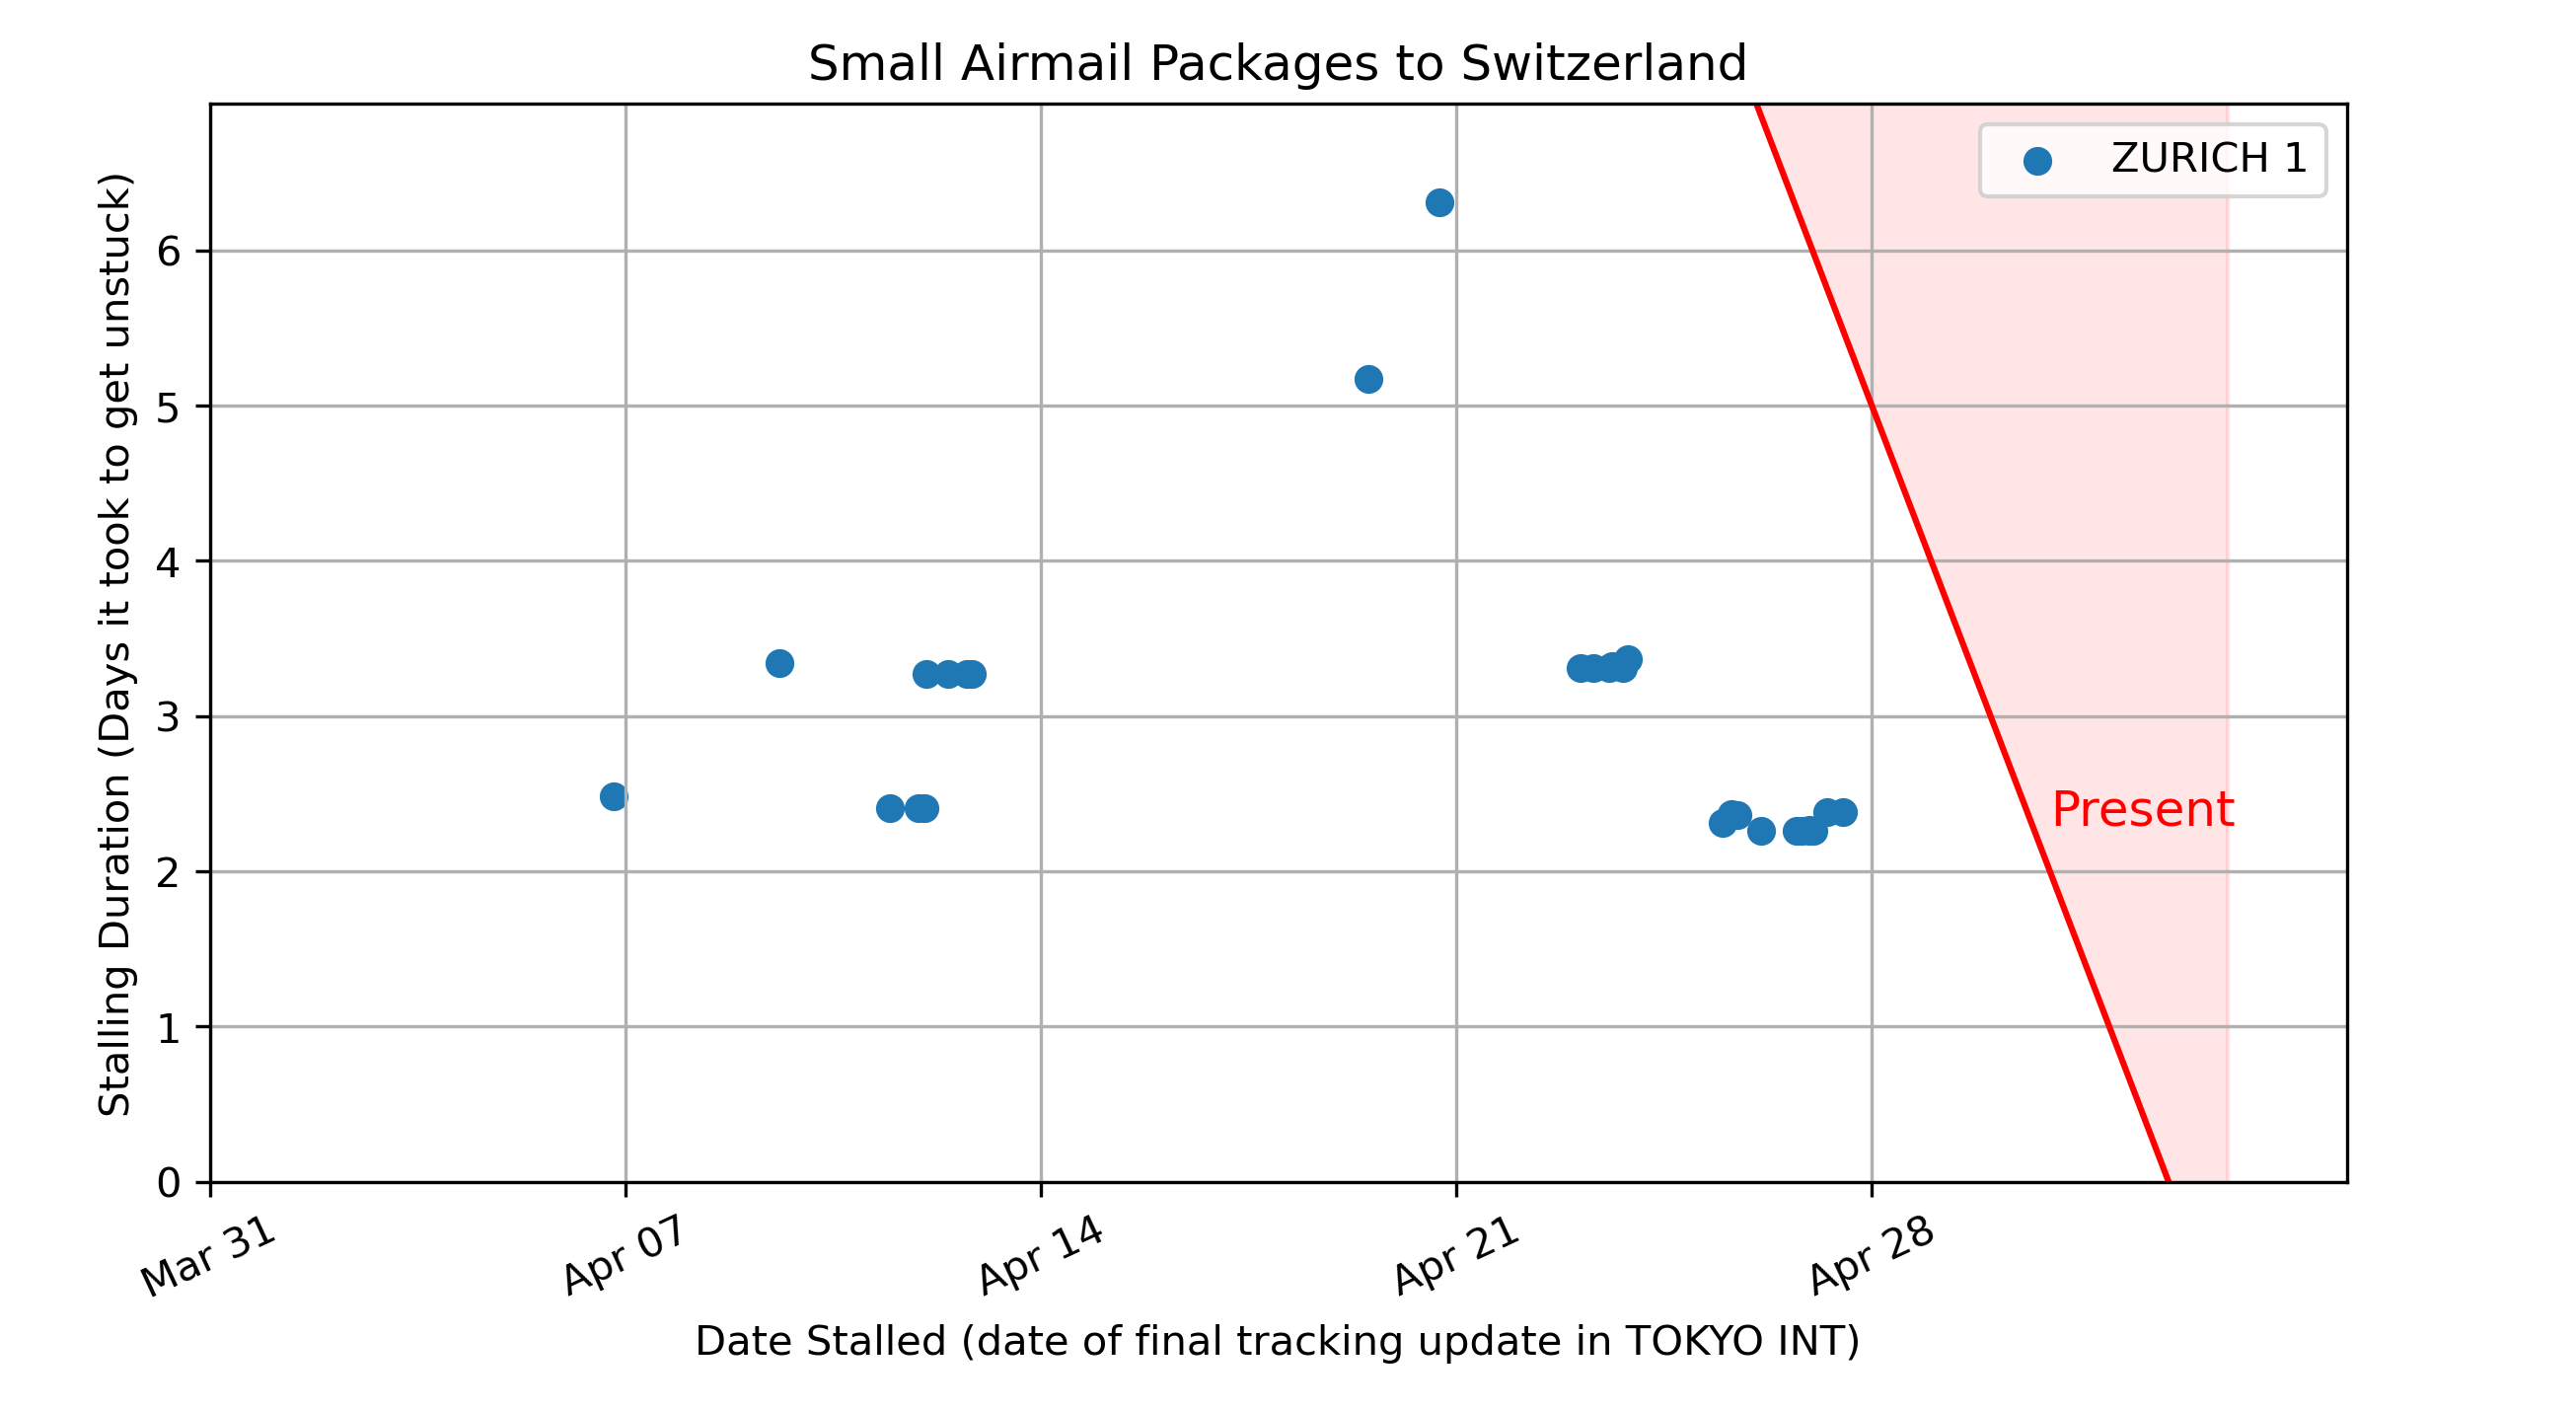 Small Airmail Packages to Switzerland
ZURICH 1
Stalling Duration (Days it took to get unstuck)
6
5
4
3
2
1
0
Present
Mar 31
Apr 07
Apr 14
Apr 21
Apr 28
Date Stalled (date of final tracking update in TOKYO INT)